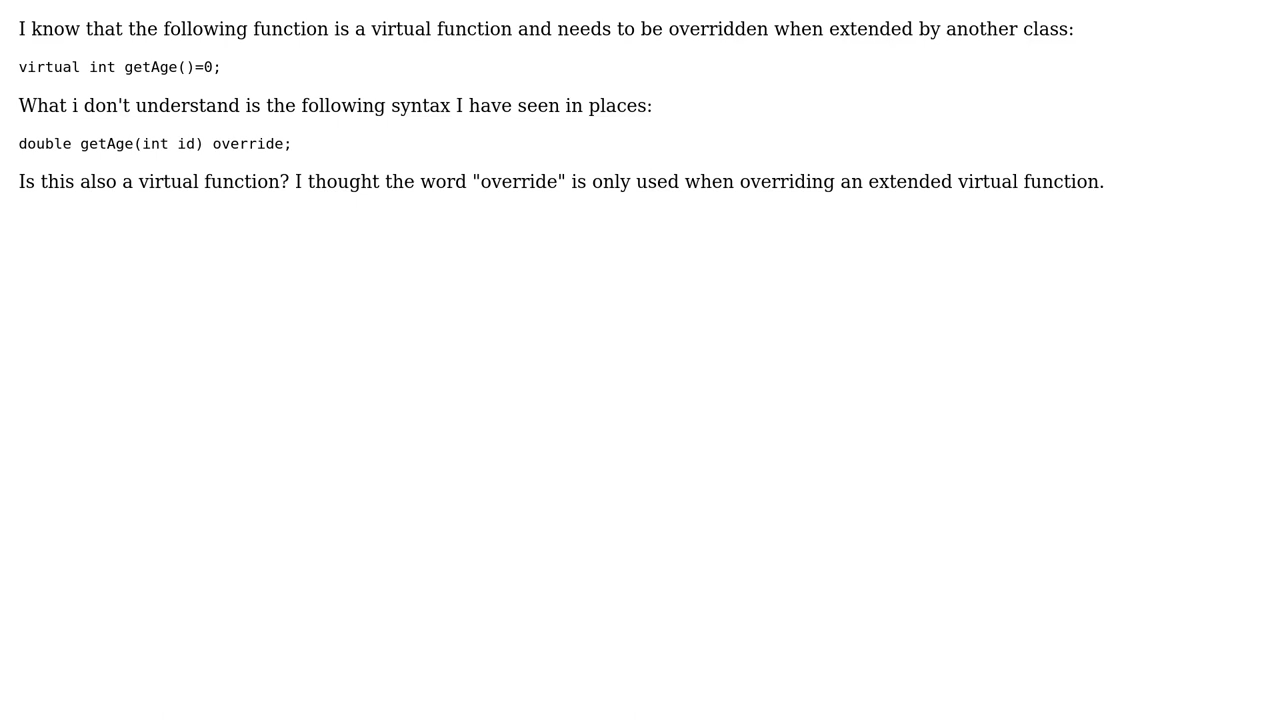 I know that the following function is a virtual function and needs to be overridden when extended by another class:
virtual int getAge()=0;
What i don't understand is the following syntax I have seen in places:
double getAge(int id) override;
Is this also a virtual function? I thought the word "override" is only used when overriding an extended virtual function.